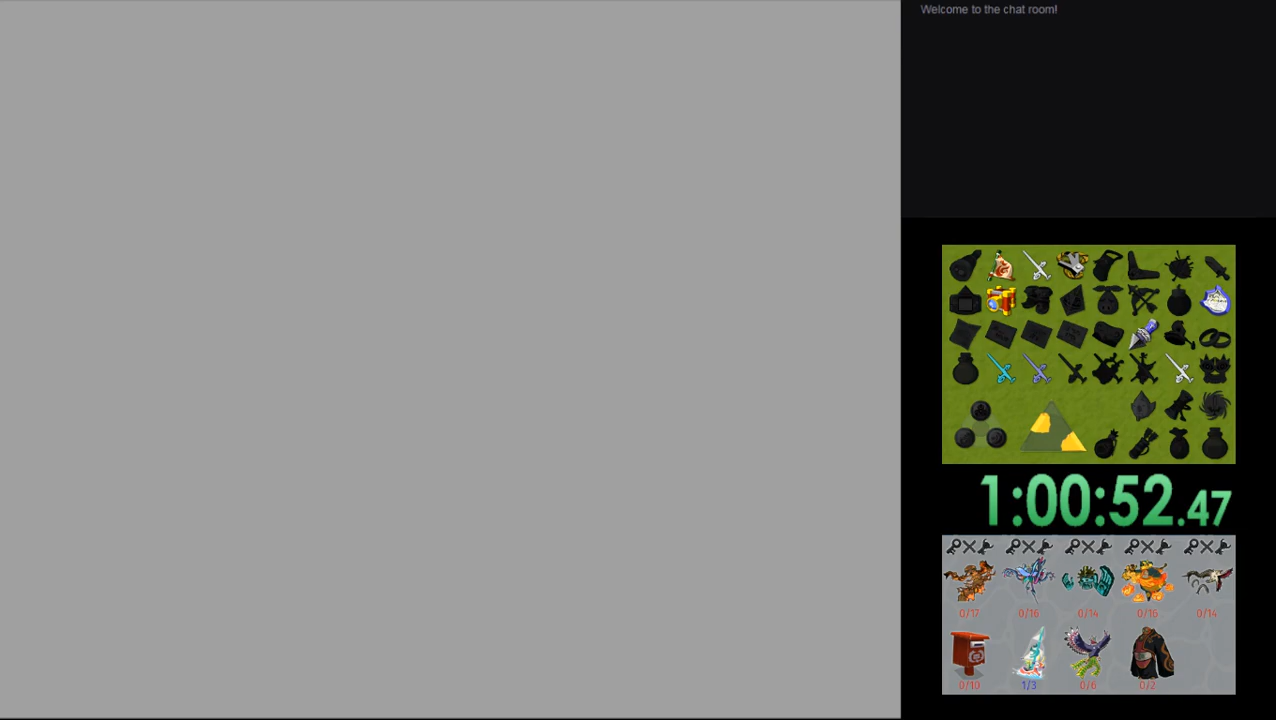 Welcome to the chat room!
1:00:52.47
0/17 0/16 0/14 0/16 0/14
0/10 1/3 0/6 0/2